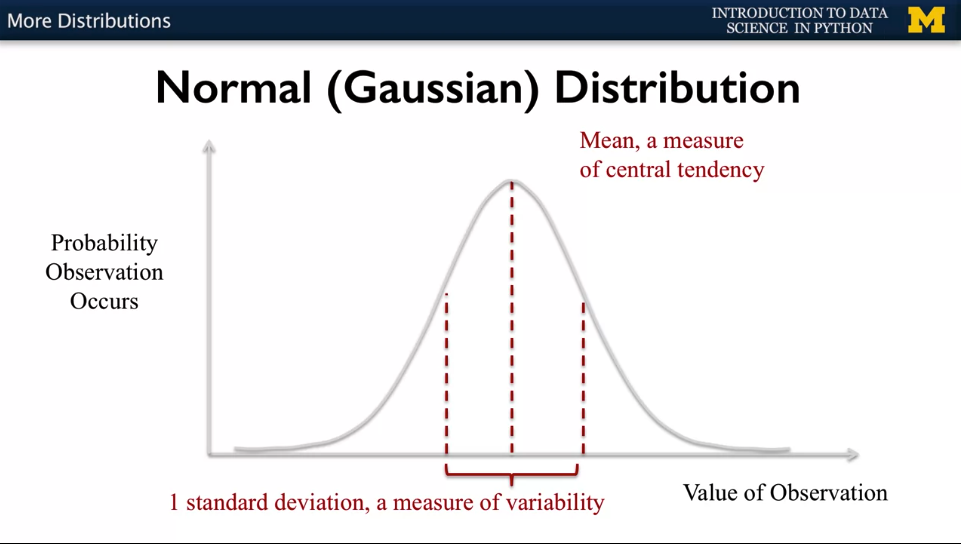 More Distributions
INTRODUCTION TO DATA
SCIENCE IN PYTHON
M
Normal (Gaussian) Distribution
Mean, a measure
of central tendency
Probability
Observation
Occurs
1 standard deviation, a measure of variability
Value of Observation